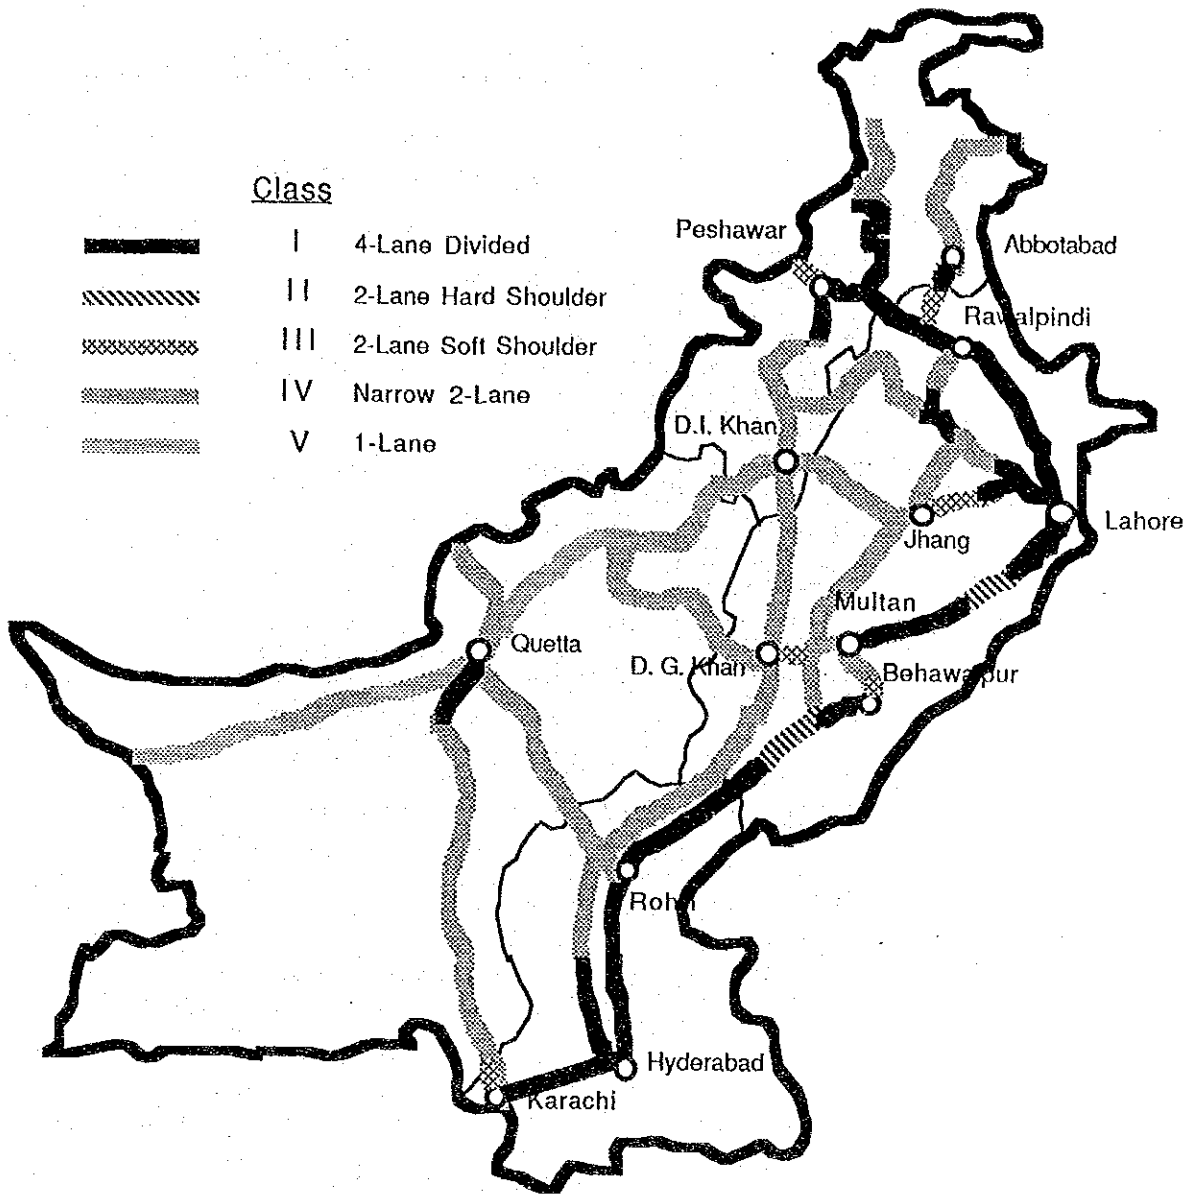 Class
I 4-Lane Divided
II 2-Lane Hard Shoulder
III 2-Lane Soft Shoulder
IV Narrow 2-Lane
V 1-Lane
Peshawar
Abbotabad
Rawalpindi
D.I. Khan
Lahore
Jhang
Multan
Quetta
D. G. Khan
Behawalpur
Rohri
Hyderabad
Karachi